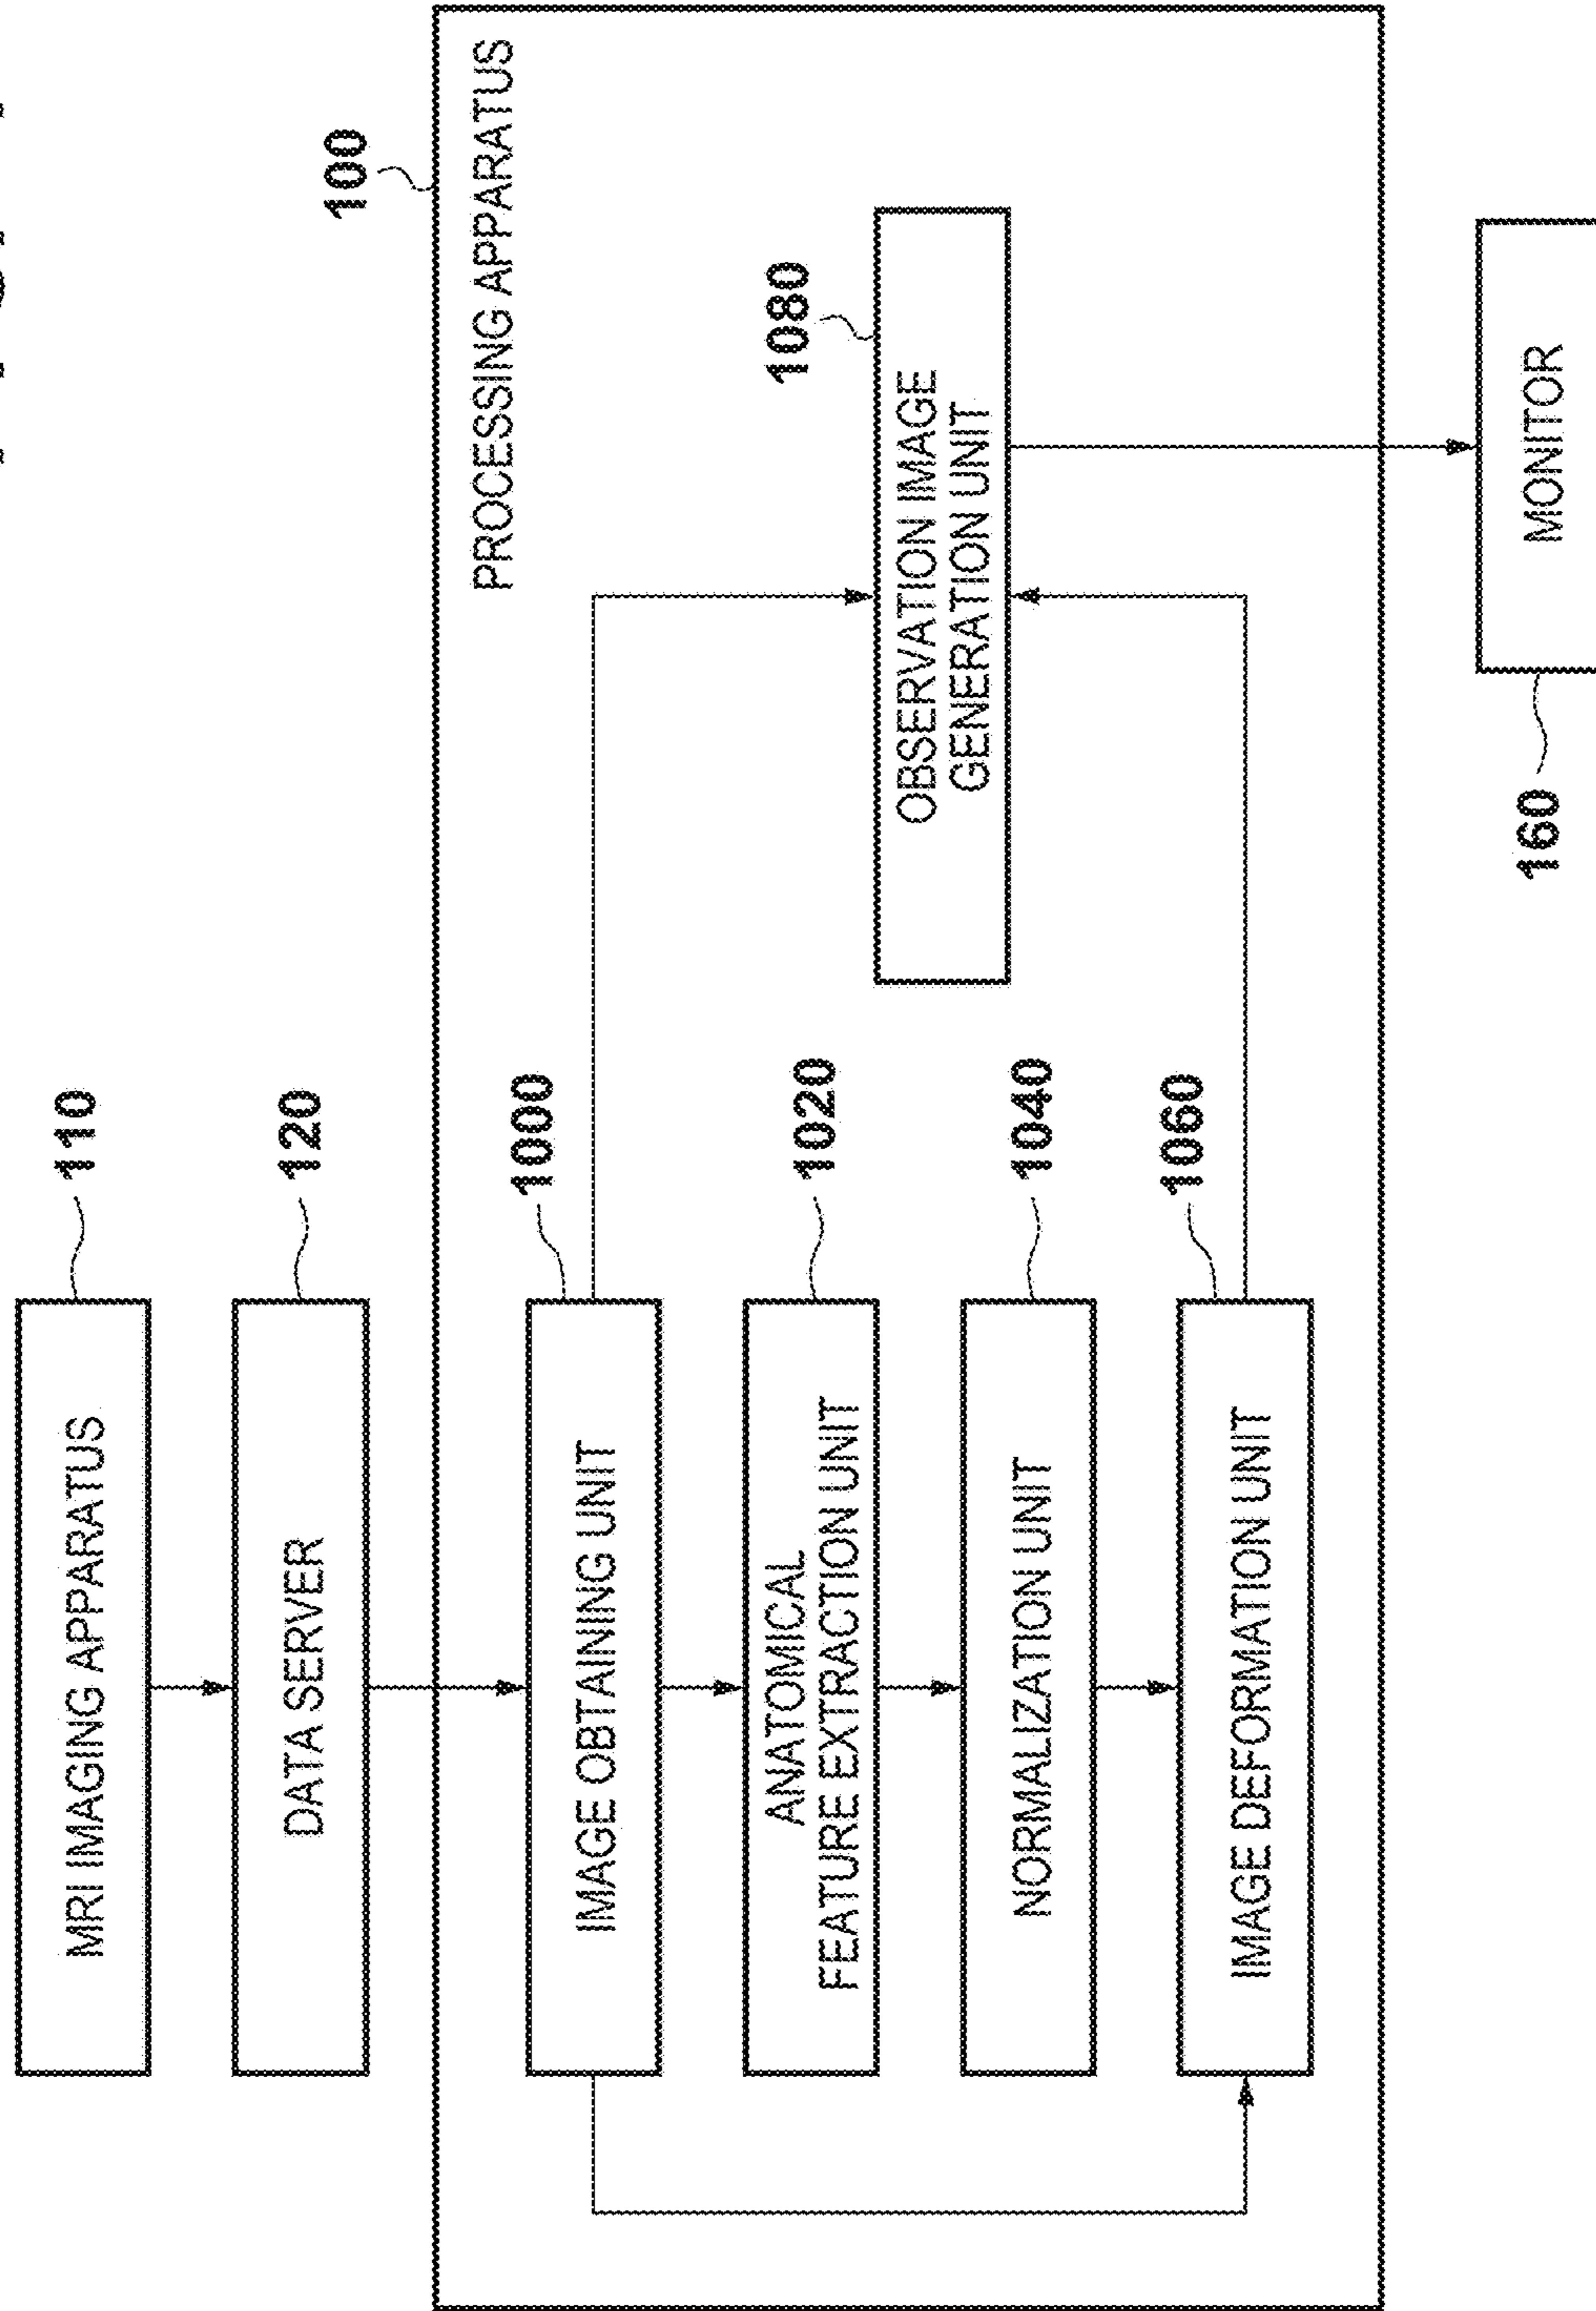 110
MRI IMAGING APPARATUS
120
DATA SERVER
100
PROCESSING APPARATUS
1000
IMAGE OBTAINING UNIT
1020
ANATOMICAL
FEATURE EXTRACTION UNIT
1080
OBSERVATION IMAGE
GENERATION UNIT
1040
NORMALIZATION UNIT
1060
IMAGE DEFORMATION UNIT
160
MONITOR